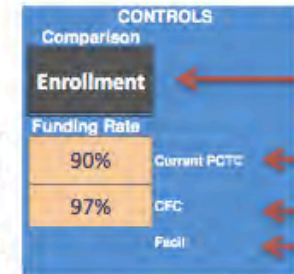 CONTROLS
Comparison
Enrollment
Funding Rate
90% Current PCTC
97% CFC
Facil